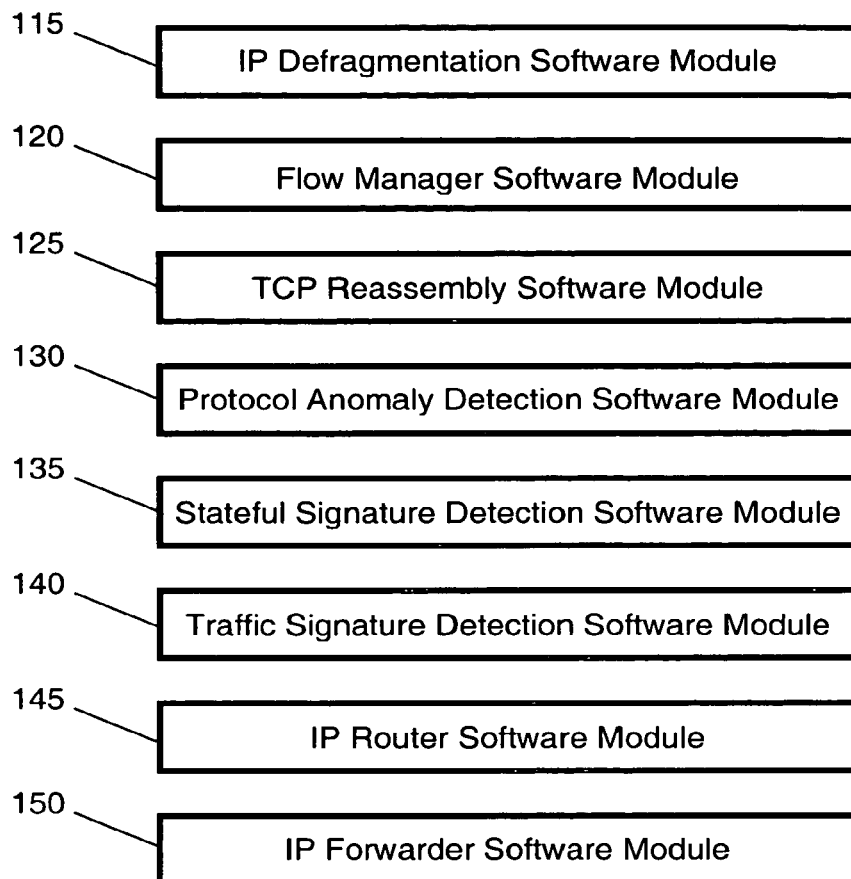 115
IP Defragmentation Software Module
120
Flow Manager Software Module
125
TCP Reassembly Software Module
130
Protocol Anomaly Detection Software Module
135
Stateful Signature Detection Software Module
140
Traffic Signature Detection Software Module
145
IP Router Software Module
150
IP Forwarder Software Module